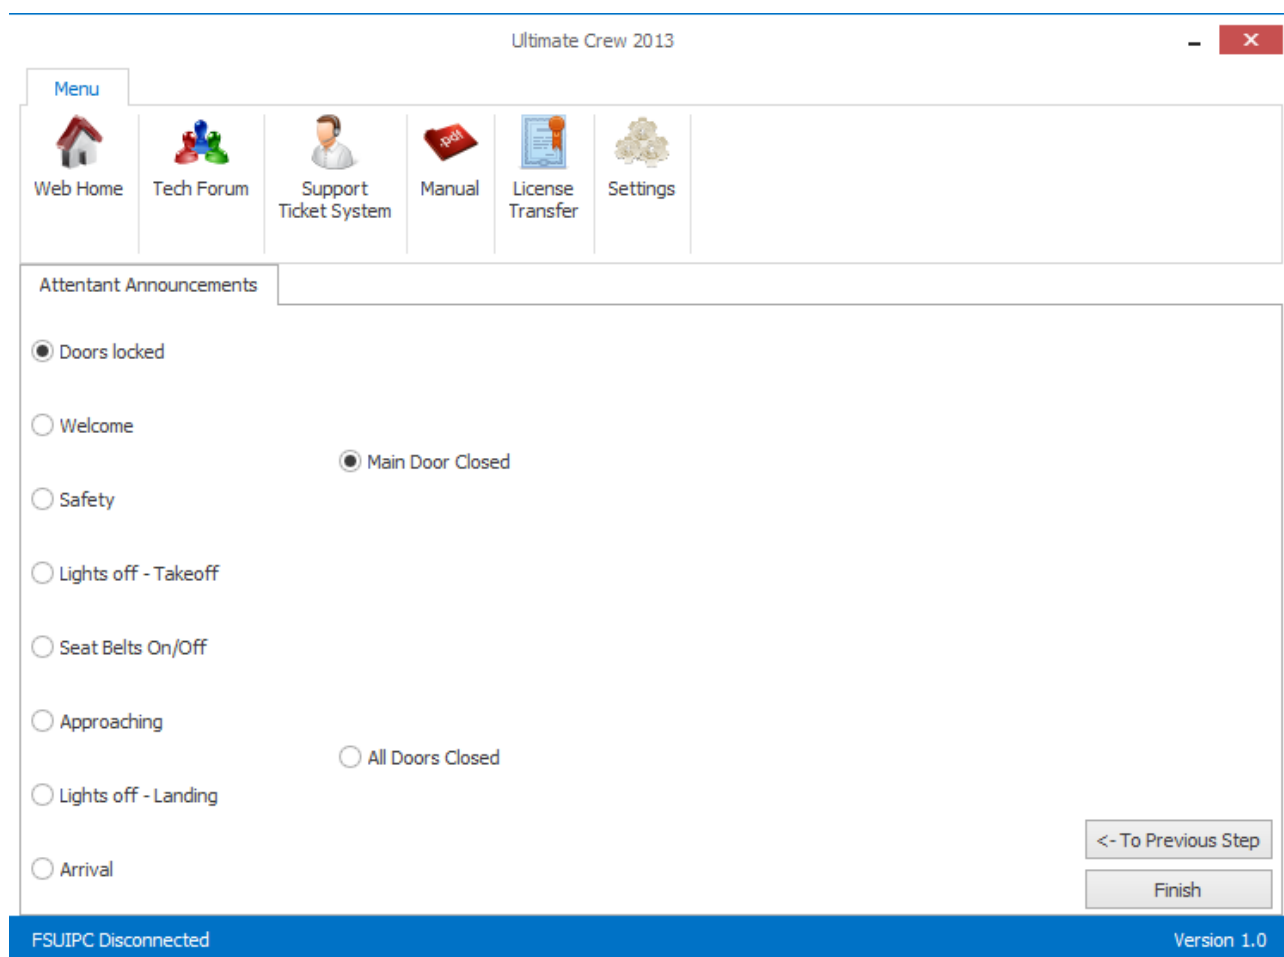 Ultimate Crew 2013
Menu
Web Home
Tech Forum
Support
Ticket System
.pdf
Manual
License
Transfer
Settings
Attentant Announcements
Doors locked
Welcome
Main Door Closed
Safety
Lights off - Takeoff
Seat Belts On/Off
Approaching
All Doors Closed
Lights off - Landing
<- To Previous Step
Arrival
Finish
FSUIPC Disconnected
Version 1.0